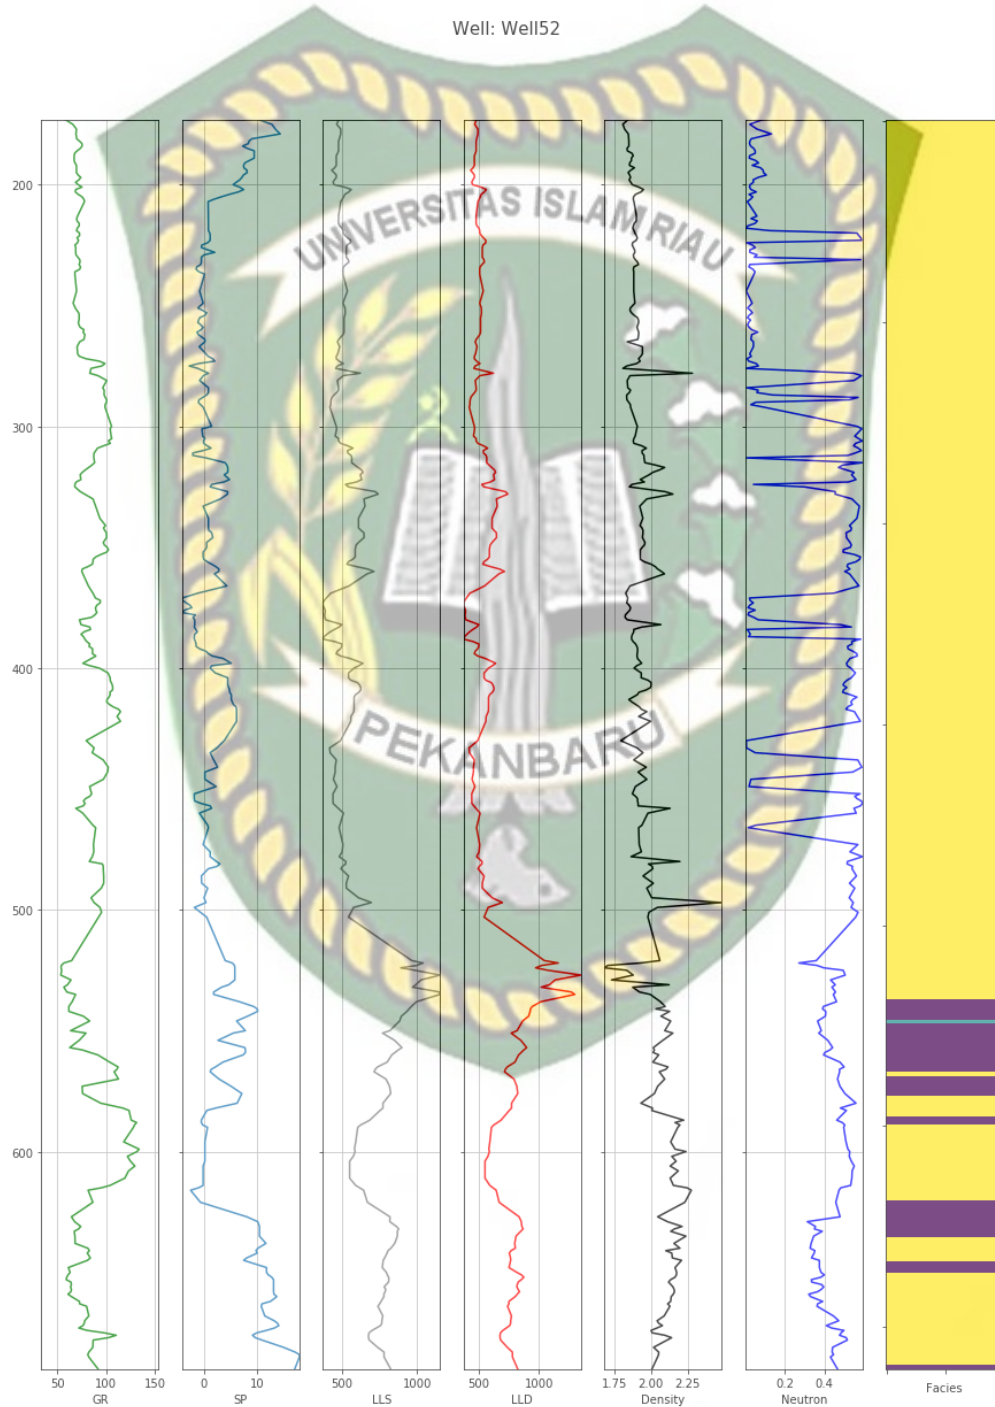 Well: Well52
UNIVERSITAS ISLAM RIAU
PEKANBARU
200
300
400
500
600
50 100 150
0 10
500 1000
500 1000
1.75 2.00 2.25
0.2 0.4
GR
SP
LLS
LLD
Density
Neutron
Facies